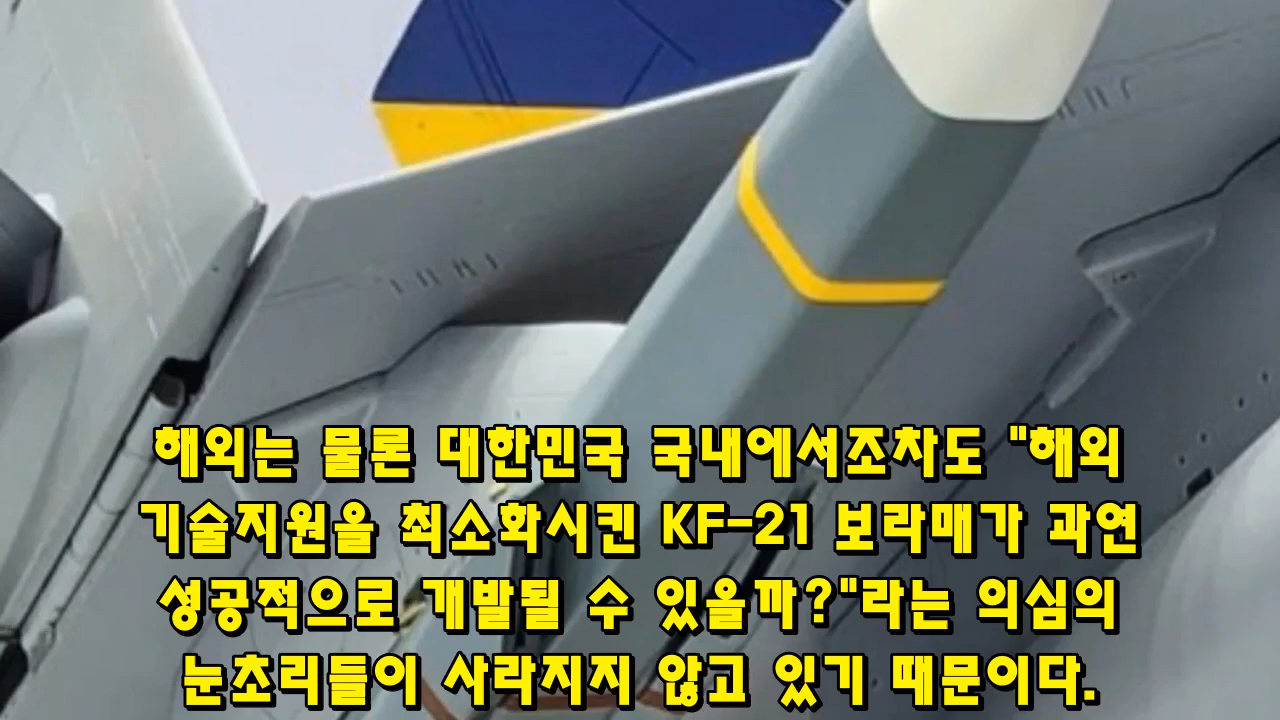 해외는 물론 대한민국 국내에서조차도 "해외
기술지원을 최소화시킨 KF-21 보라매가 과연
성공적으로 개발될 수 있을까?"라는 의심의
눈초리들이 사라지지 않고 있기 때문이다.